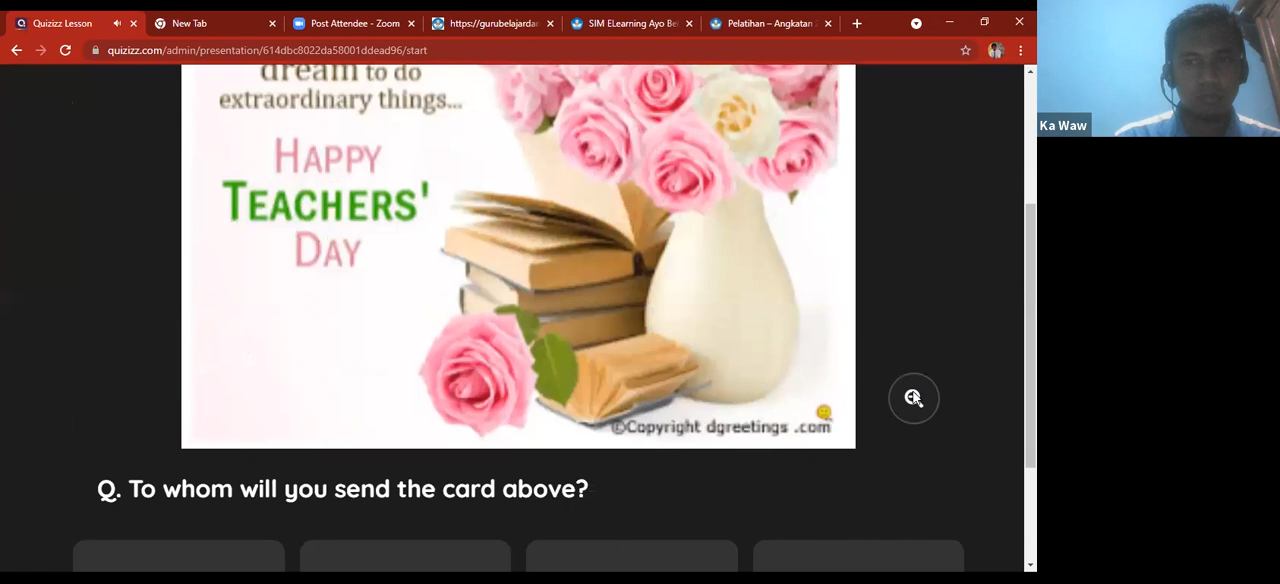 Quizizz Lesson
New Tab
Post Attendee - Zoom
https://gurubelajarda
SIM ELearning Ayo Be
Pelatihan – Angkatan
quizizz.com/admin/presentation/614dbc8022da58001ddead96/start
Ka Waw
dream to do
extraordinary things...
HAPPY
TEACHERS'
DAY
©Copyright dgreetings .com
Q. To whom will you send the card above?